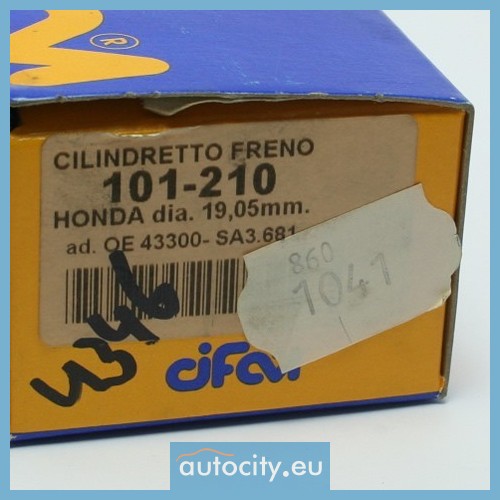 ®
CILINDRETTO FRENO
101-210
HONDA dia. 19,05mm.
ad. OE 43300- SA3.681
860
1041
cifam
autocity.eu